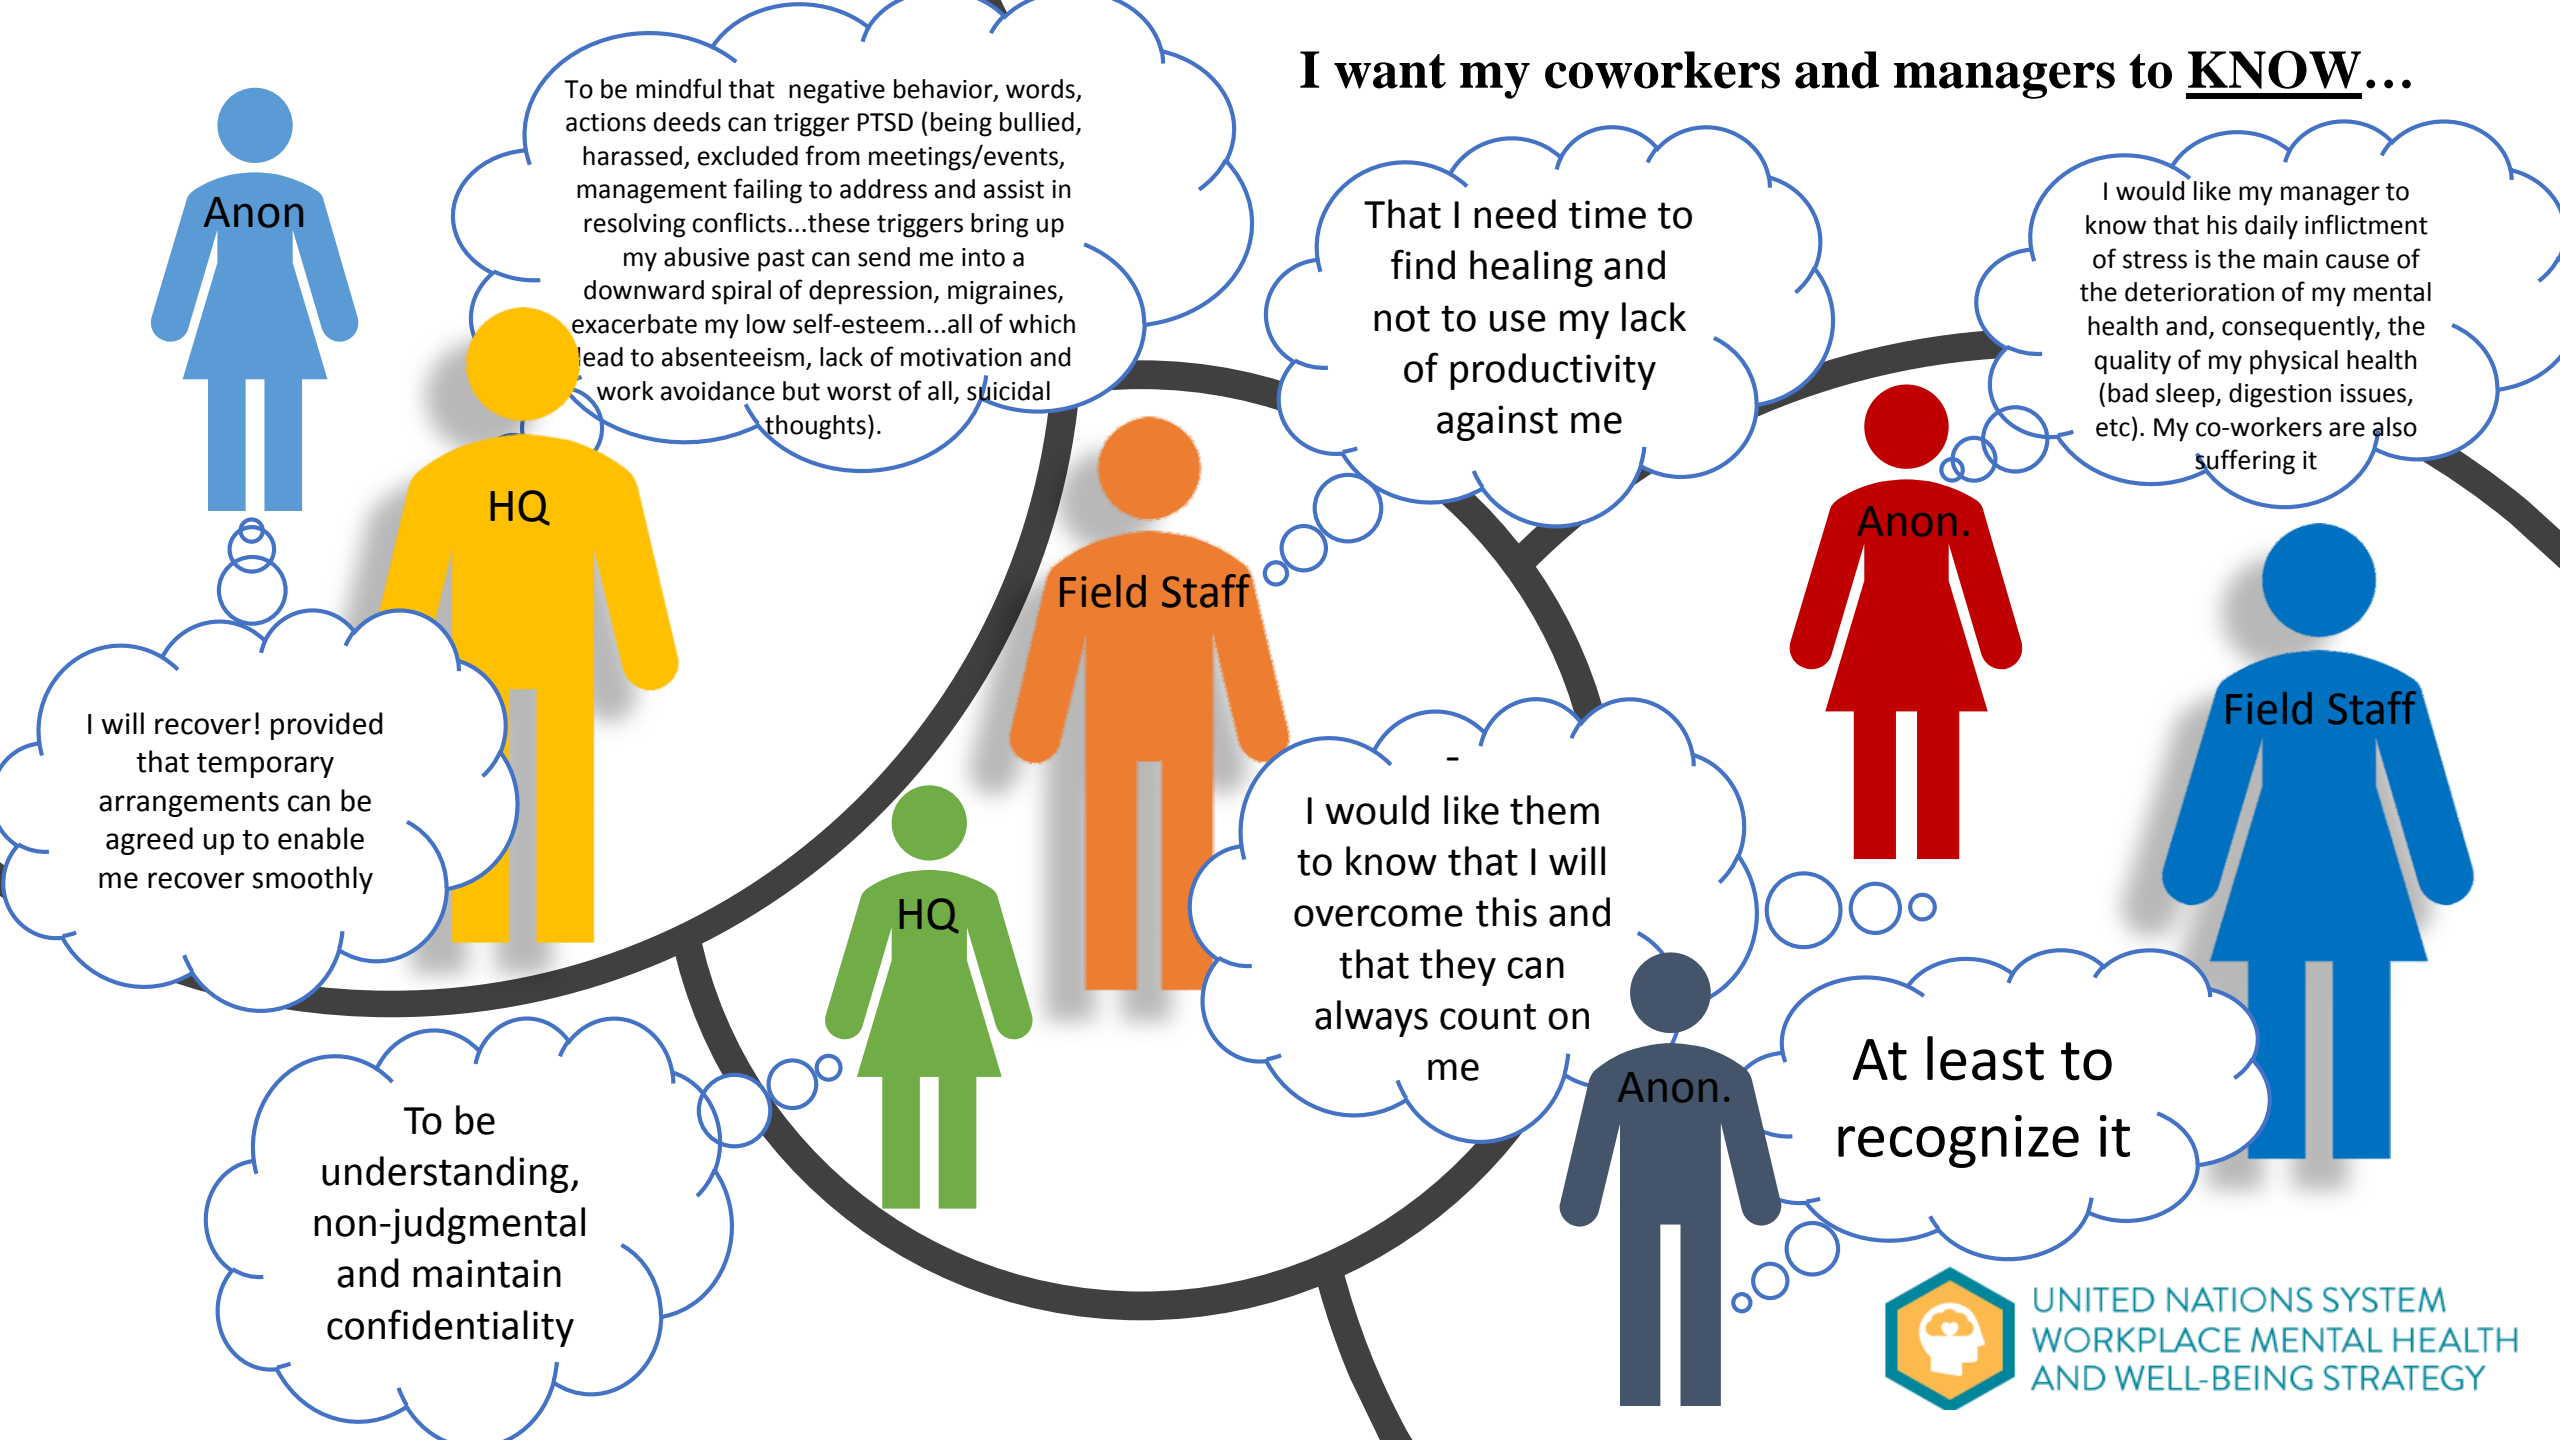 I want my coworkers and managers to KNOW...
Anon
I will recover! provided
that temporary
arrangements can be
agreed up to enable
me recover smoothly
HQ
To be mindful that  negative behavior, words,
actions deeds can trigger PTSD (being bullied,
harassed, excluded from meetings/events,
management failing to address and assist in
resolving conflicts...these triggers bring up
my abusive past can send me into a
downward spiral of depression, migraines,
exacerbate my low self-esteem...all of which
lead to absenteeism, lack of motivation and
work avoidance but worst of all, suicidal
thoughts).
Field Staff
That I need time to
find healing and
not to use my lack
of productivity
against me
Anon.
I would like my manager to
know that his daily inflictment
of stress is the main cause of
the deterioration of my mental
health and, consequently, the
quality of my physical health
(bad sleep, digestion issues,
etc). My co-workers are also
suffering it
HQ
To be
understanding,
non-judgmental
and maintain
confidentiality
Field Staff
-
I would like them
to know that I will
overcome this and
that they can
always count on
me
Anon.
At least to
recognize it
UNITED NATIONS SYSTEM
WORKPLACE MENTAL HEALTH
AND WELL-BEING STRATEGY